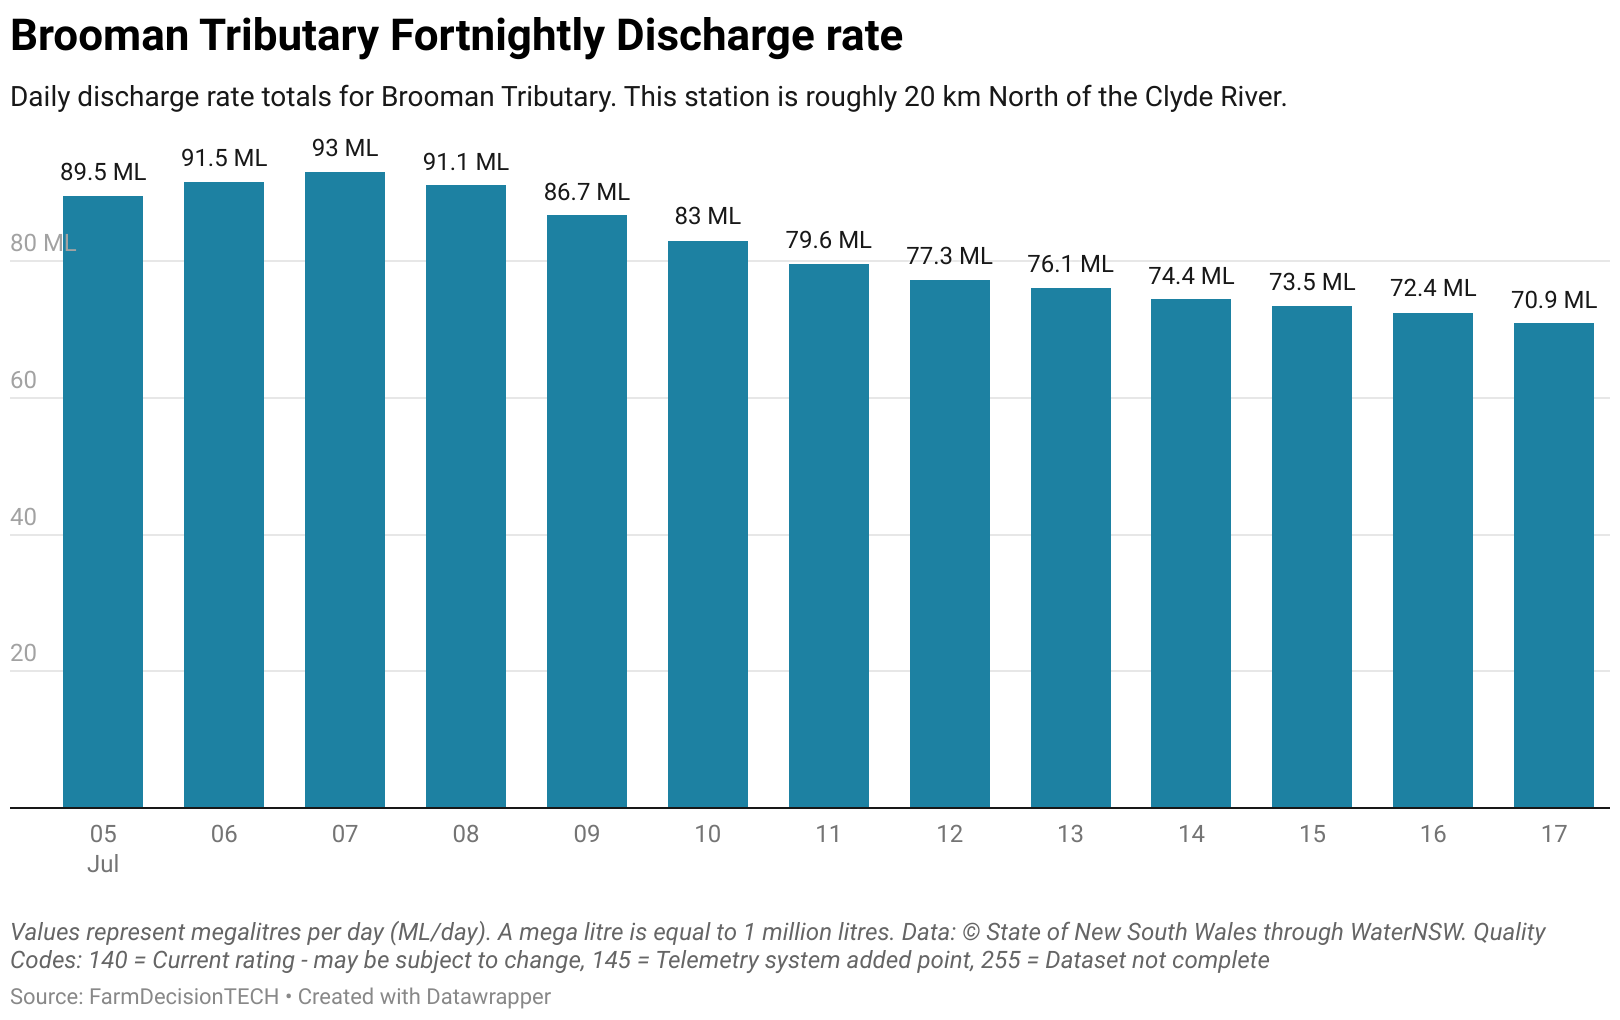 Brooman Tributary Fortnightly Discharge rate
Daily discharge rate totals for Brooman Tributary. This station is roughly 20 km North of the Clyde River.
89.5 ML
91.5 ML
93 ML
91.1 ML
86.7 ML
83 ML
79.6 ML
77.3 ML
76.1 ML
74.4 ML
73.5 ML
72.4 ML
70.9 ML
80 ML
60
40
20
05 06 07 08 09 10 11 12 13 14 15 16 17
Jul
Values represent megalitres per day (ML/day). A mega litre is equal to 1 million litres. Data: © State of New South Wales through WaterNSW. Quality
Codes: 140 = Current rating - may be subject to change, 145 = Telemetry system added point, 255 = Dataset not complete
Source: FarmDecisionTECH • Created with Datawrapper